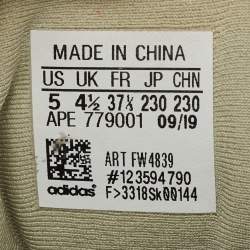 MADE IN CHINA
US UK FR JP CHN
5 4½ 37⅓ 230 230
APE 779001 09/19
ART FW4839
#123594790
adidas F>3318Sk00144